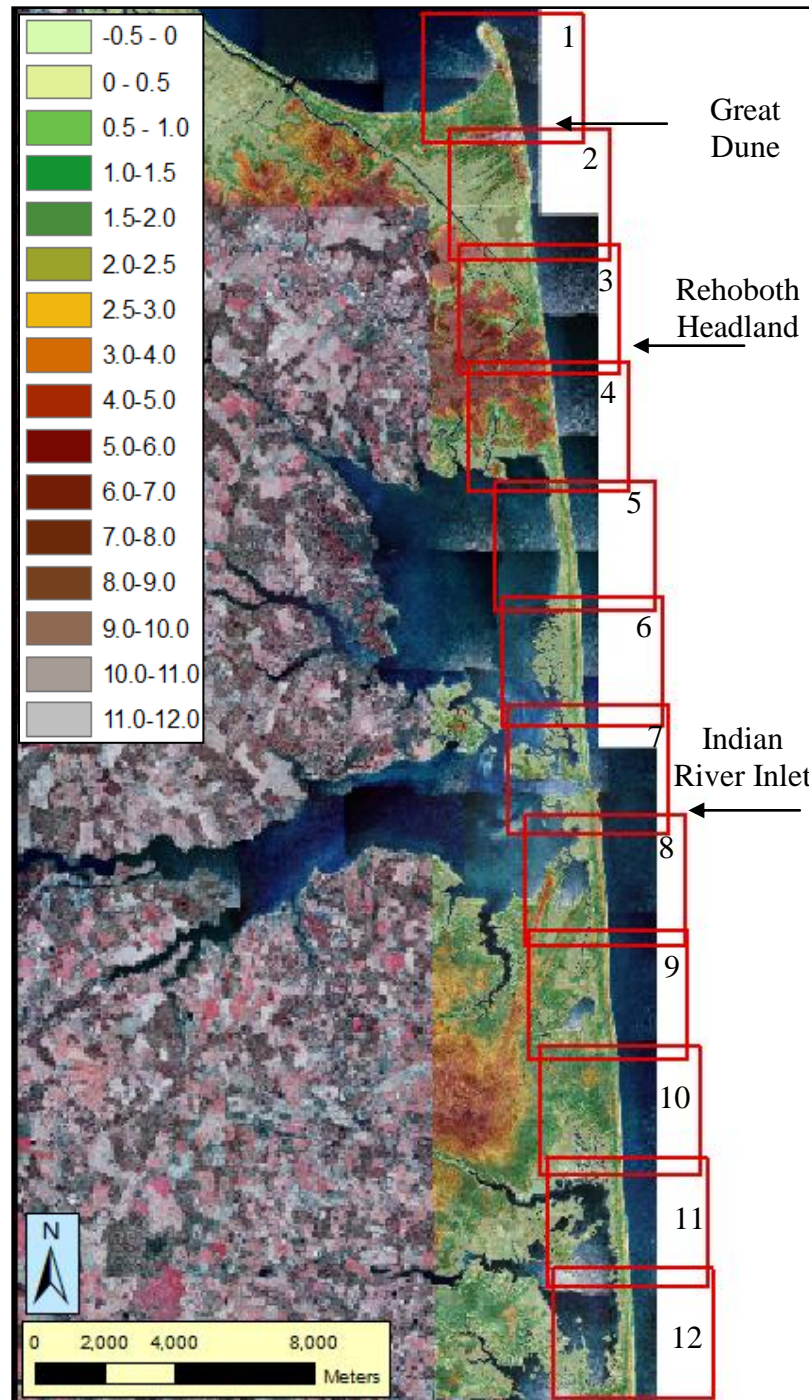 -0.5 - 0
0 - 0.5
0.5 - 1.0
1.0-1.5
1.5-2.0
2.0-2.5
2.5-3.0
3.0-4.0
4.0-5.0
5.0-6.0
6.0-7.0
7.0-8.0
8.0-9.0
9.0-10.0
10.0-11.0
11.0-12.0
1
Great
Dune
2
3
Rehoboth
Headland
4
5
6
7
Indian
River Inlet
8
9
10
11
12
N
0 2,000 4,000 8,000
Meters